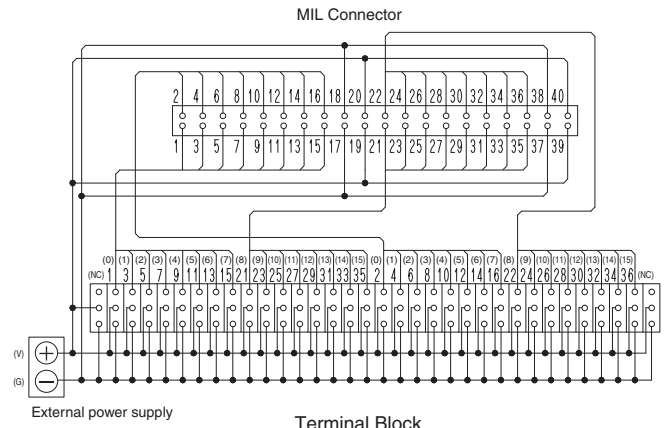 MIL Connector
2 4 6 8 10 12 14 16 18 20 22 24 26 28 30 32 34 36 38 40
1 3 5 7 9 11 13 15 17 19 21 23 25 27 29 31 33 35 37 39
(0) (1) (2) (3) (4) (5) (6) (7) (8) (9) (10) (11) (12) (13) (14) (15) (0) (1) (2) (3) (4) (5) (6) (7) (8) (9) (10) (11) (12) (13) (14) (15)
(NC) 1 3 5 7 9 11 13 15 21 23 25 27 29 31 33 35 2 4 6 8 10 12 14 16 22 24 26 28 30 32 34 36 (NC)
(V)
(G)
External power supply
Terminal Block